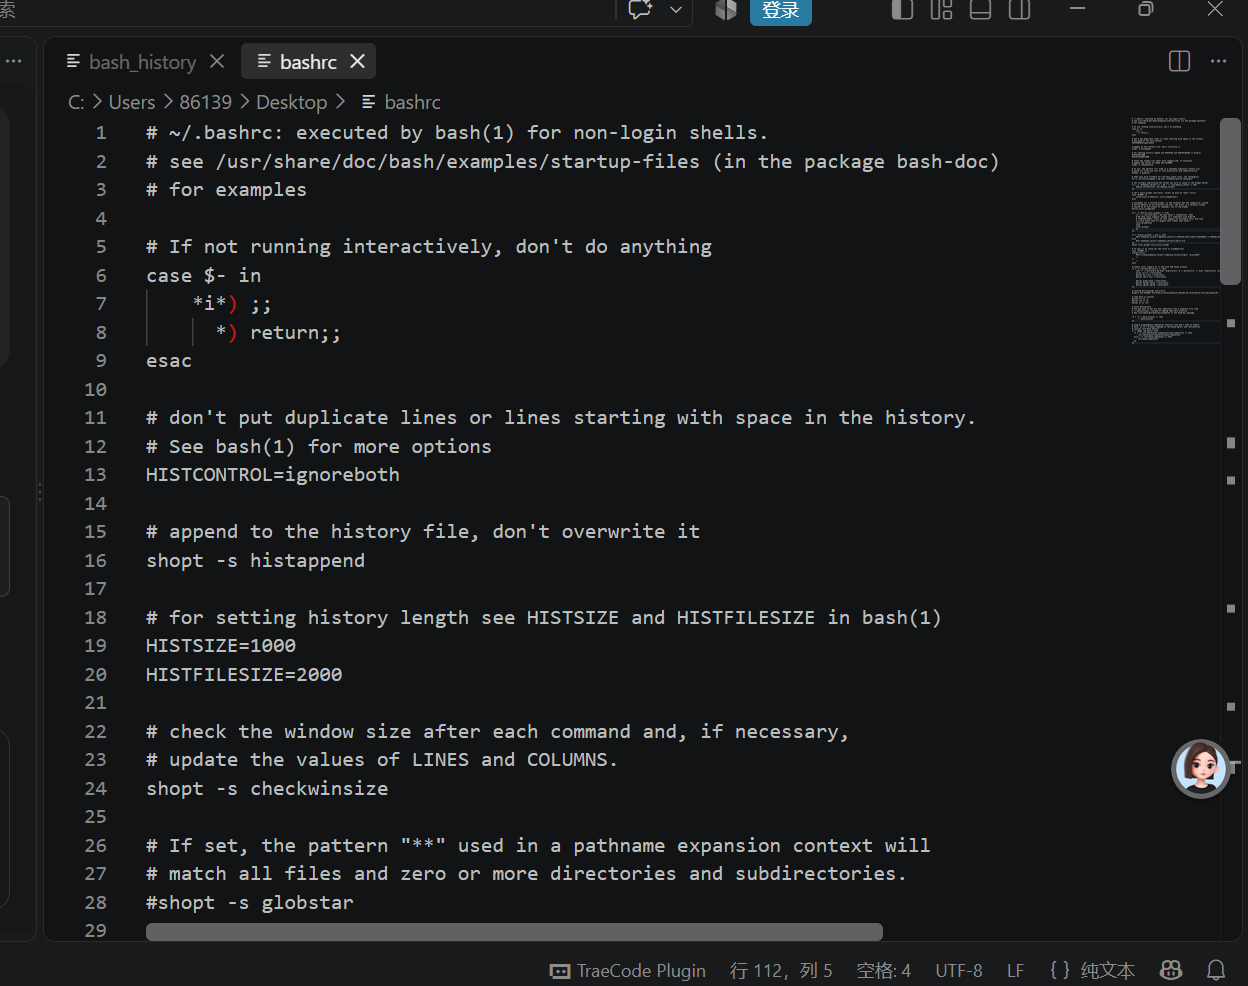 索
登录
bash_history
bashrc
C: > Users > 86139 > Desktop > bashrc
1 # ~/.bashrc: executed by bash(1) for non-login shells.
2 # see /usr/share/doc/bash/examples/startup-files (in the package bash-doc)
3 # for examples
4
5 # If not running interactively, don't do anything
6 case $- in
7     *i*) ;;
8       *) return;;
9 esac
10
11 # don't put duplicate lines or lines starting with space in the history.
12 # See bash(1) for more options
13 HISTCONTROL=ignoreboth
14
15 # append to the history file, don't overwrite it
16 shopt -s histappend
17
18 # for setting history length see HISTSIZE and HISTFILESIZE in bash(1)
19 HISTSIZE=1000
20 HISTFILESIZE=2000
21
22 # check the window size after each command and, if necessary,
23 # update the values of LINES and COLUMNS.
24 shopt -s checkwinsize
25
26 # If set, the pattern "**" used in a pathname expansion context will
27 # match all files and zero or more directories and subdirectories.
28 #shopt -s globstar
29
TraeCode Plugin 行 112，列 5 空格: 4 UTF-8 LF { } 纯文本